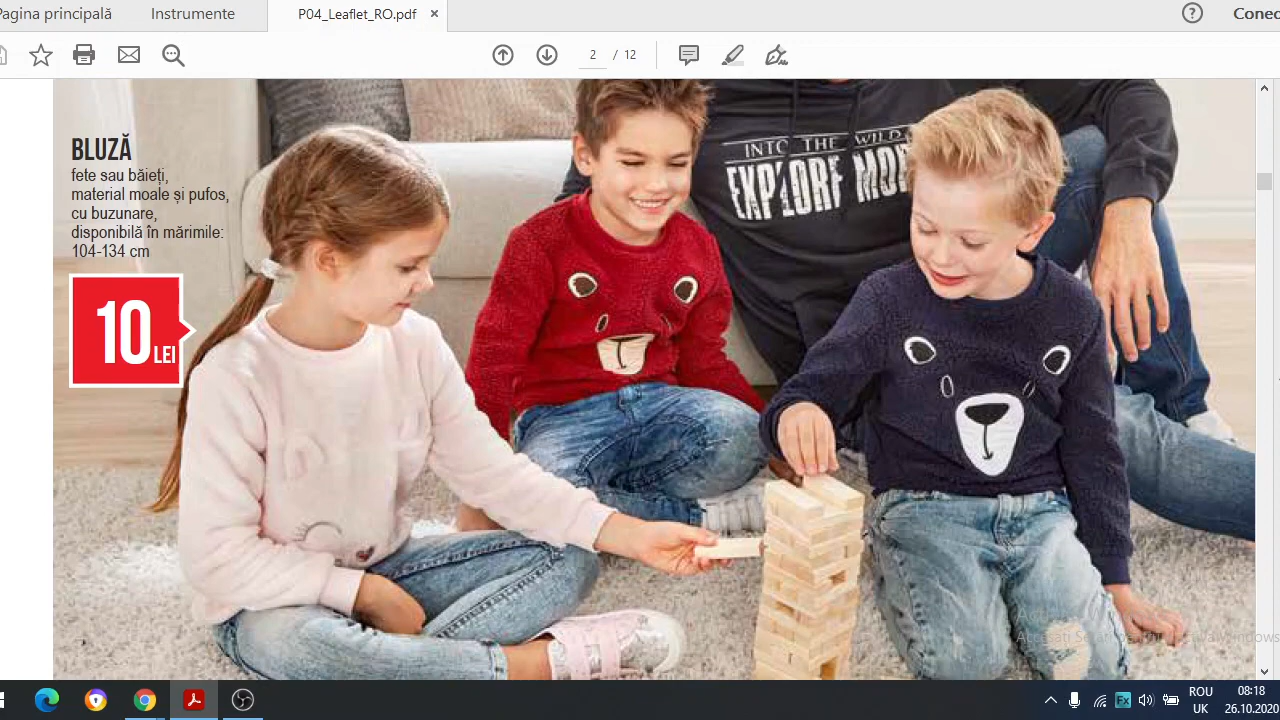 Pagina principală
Instrumente
P04_Leaflet_RO.pdf
×
?
Conec
2 / 12
BLUZĂ
fete sau băieți,
material moale și pufos,
cu buzunare,
disponibilă în mărimile:
104-134 cm
10 LEI
INTO THE WILD
EXPLORE MOR
ROU
UK
08:18
26.10.2020